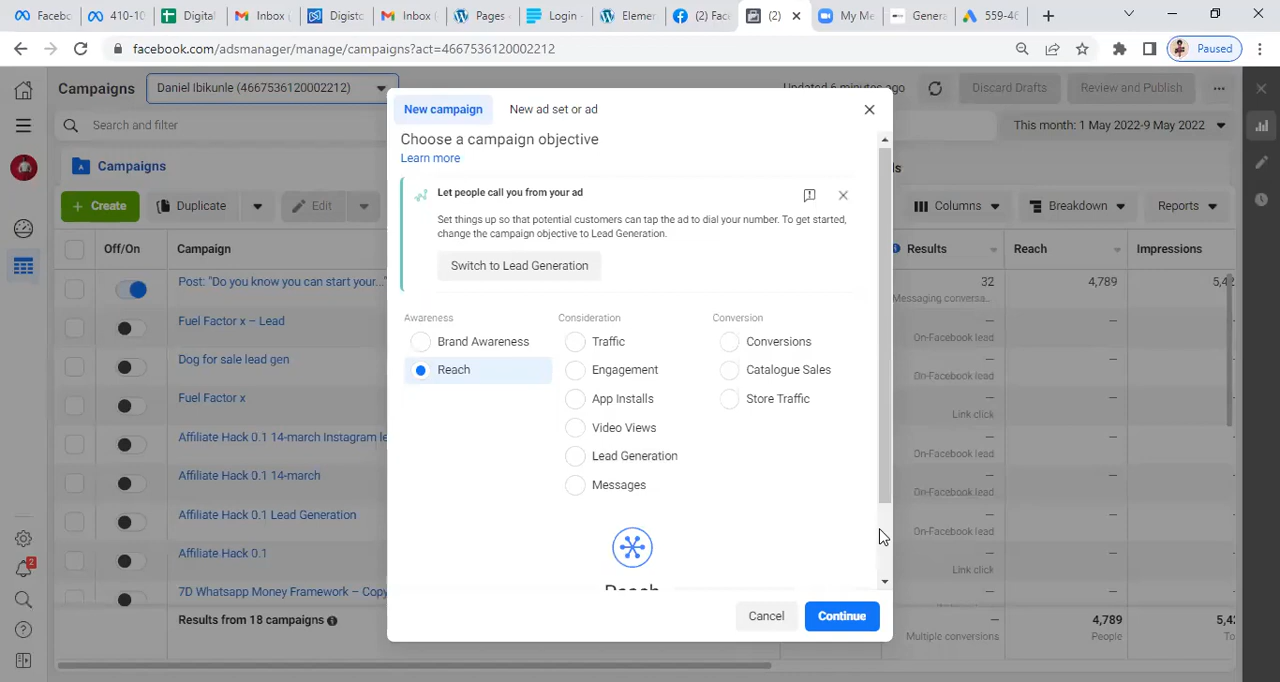 Facebo
410-10
Digital
Inbox (
Digisto
Inbox (
Pages
Login -
Elemer
(2) Fac
(2)
My Me
Genera
559-46
facebook.com/adsmanager/manage/campaigns?act=4667536120002212
Paused
Campaigns
Daniel Ibikunle (4667536120002212)
Updated 6 minutes ago
Discard Drafts
Review and Publish
Search and filter
This month: 1 May 2022-9 May 2022
Campaigns
Create
Duplicate
Edit
Columns
Breakdown
Reports
Off/On
Campaign
Results
Reach
Impressions
Post: "Do you know you can start your..."
32
4,789
5,42
Messaging conversa...
Fuel Factor x – Lead
—
—
—
On-Facebook lead
Dog for sale lead gen
—
—
—
On-Facebook lead
Fuel Factor x
—
—
—
Link click
Affiliate Hack 0.1 14-march Instagram le
—
—
—
On-Facebook lead
Affiliate Hack 0.1 14-march
—
—
—
On-Facebook lead
Affiliate Hack 0.1 Lead Generation
—
—
—
On-Facebook lead
Affiliate Hack 0.1
—
—
—
Link click
7D Whatsapp Money Framework – Copy
—
—
—
Results from 18 campaigns
—
4,789
5,42
Multiple conversions
People
To
2
New campaign
New ad set or ad
Choose a campaign objective
Learn more
Let people call you from your ad
Set things up so that potential customers can tap the ad to dial your number. To get started,
change the campaign objective to Lead Generation.
Switch to Lead Generation
Awareness
Consideration
Conversion
Brand Awareness
Traffic
Conversions
Reach
Engagement
Catalogue Sales
App Installs
Store Traffic
Video Views
Lead Generation
Messages
Reach
Cancel
Continue